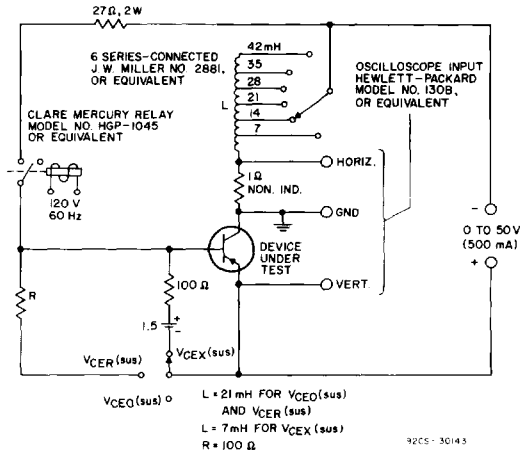 27Ω, 2W
6 SERIES-CONNECTED
J. W. MILLER NO. 2881,
OR EQUIVALENT
42mH
35
28
21
14
7
L
OSCILLOSCOPE INPUT
HEWLETT-PACKARD
MODEL NO. 130B,
OR EQUIVALENT
CLARE MERCURY RELAY
MODEL NO. HGP-1045
OR EQUIVALENT
120 V
60 Hz
HORIZ.
1Ω
NON. IND.
GND
DEVICE
UNDER
TEST
VERT.
-
0 TO 50V
(500 mA)
+
R
100 Ω
1.5
+
-
VCER(sus)
VCEX(sus)
VCEO(sus)
L = 21 mH FOR VCEO(sus)
AND VCER(sus)
L = 7mH FOR VCEX(sus)
R = 100 Ω
92CS-30143